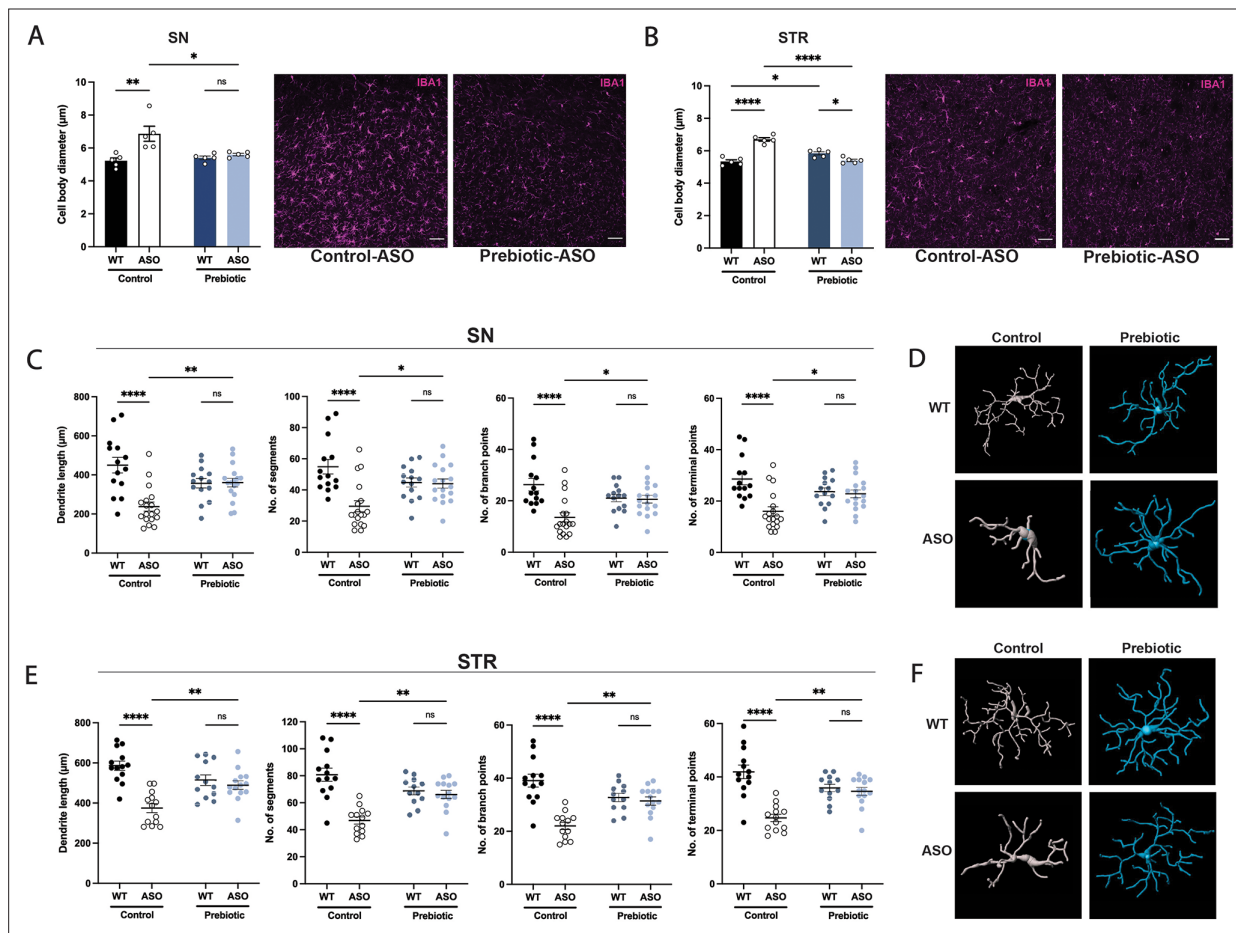 A
SN
*
**
ns
Cell body diameter (µm)
10
8
6
4
2
0
WT ASO WT ASO
Control Prebiotic
IBA1
Control-ASO
IBA1
Prebiotic-ASO
B
STR
****
*
****
*
Cell body diameter (µm)
10
8
6
4
2
0
WT ASO WT ASO
Control Prebiotic
IBA1
Control-ASO
IBA1
Prebiotic-ASO
SN
C
**
****
ns
Dendrite length (µm)
800
600
400
200
0
WT ASO WT ASO
Control Prebiotic
*
****
ns
No. of segments
100
80
60
40
20
0
WT ASO WT ASO
Control Prebiotic
*
****
ns
No. of branch points
60
40
20
0
WT ASO WT ASO
Control Prebiotic
*
****
ns
No. of terminal points
60
40
20
0
WT ASO WT ASO
Control Prebiotic
D
Control Prebiotic
WT
ASO
STR
E
**
****
ns
Dendrite length (µm)
800
600
400
200
0
WT ASO WT ASO
Control Prebiotic
**
****
ns
No. of segments
120
100
80
60
40
20
0
WT ASO WT ASO
Control Prebiotic
**
****
ns
No. of branch points
60
40
20
0
WT ASO WT ASO
Control Prebiotic
**
****
ns
No. of terminal points
60
40
20
0
WT ASO WT ASO
Control Prebiotic
F
Control Prebiotic
WT
ASO